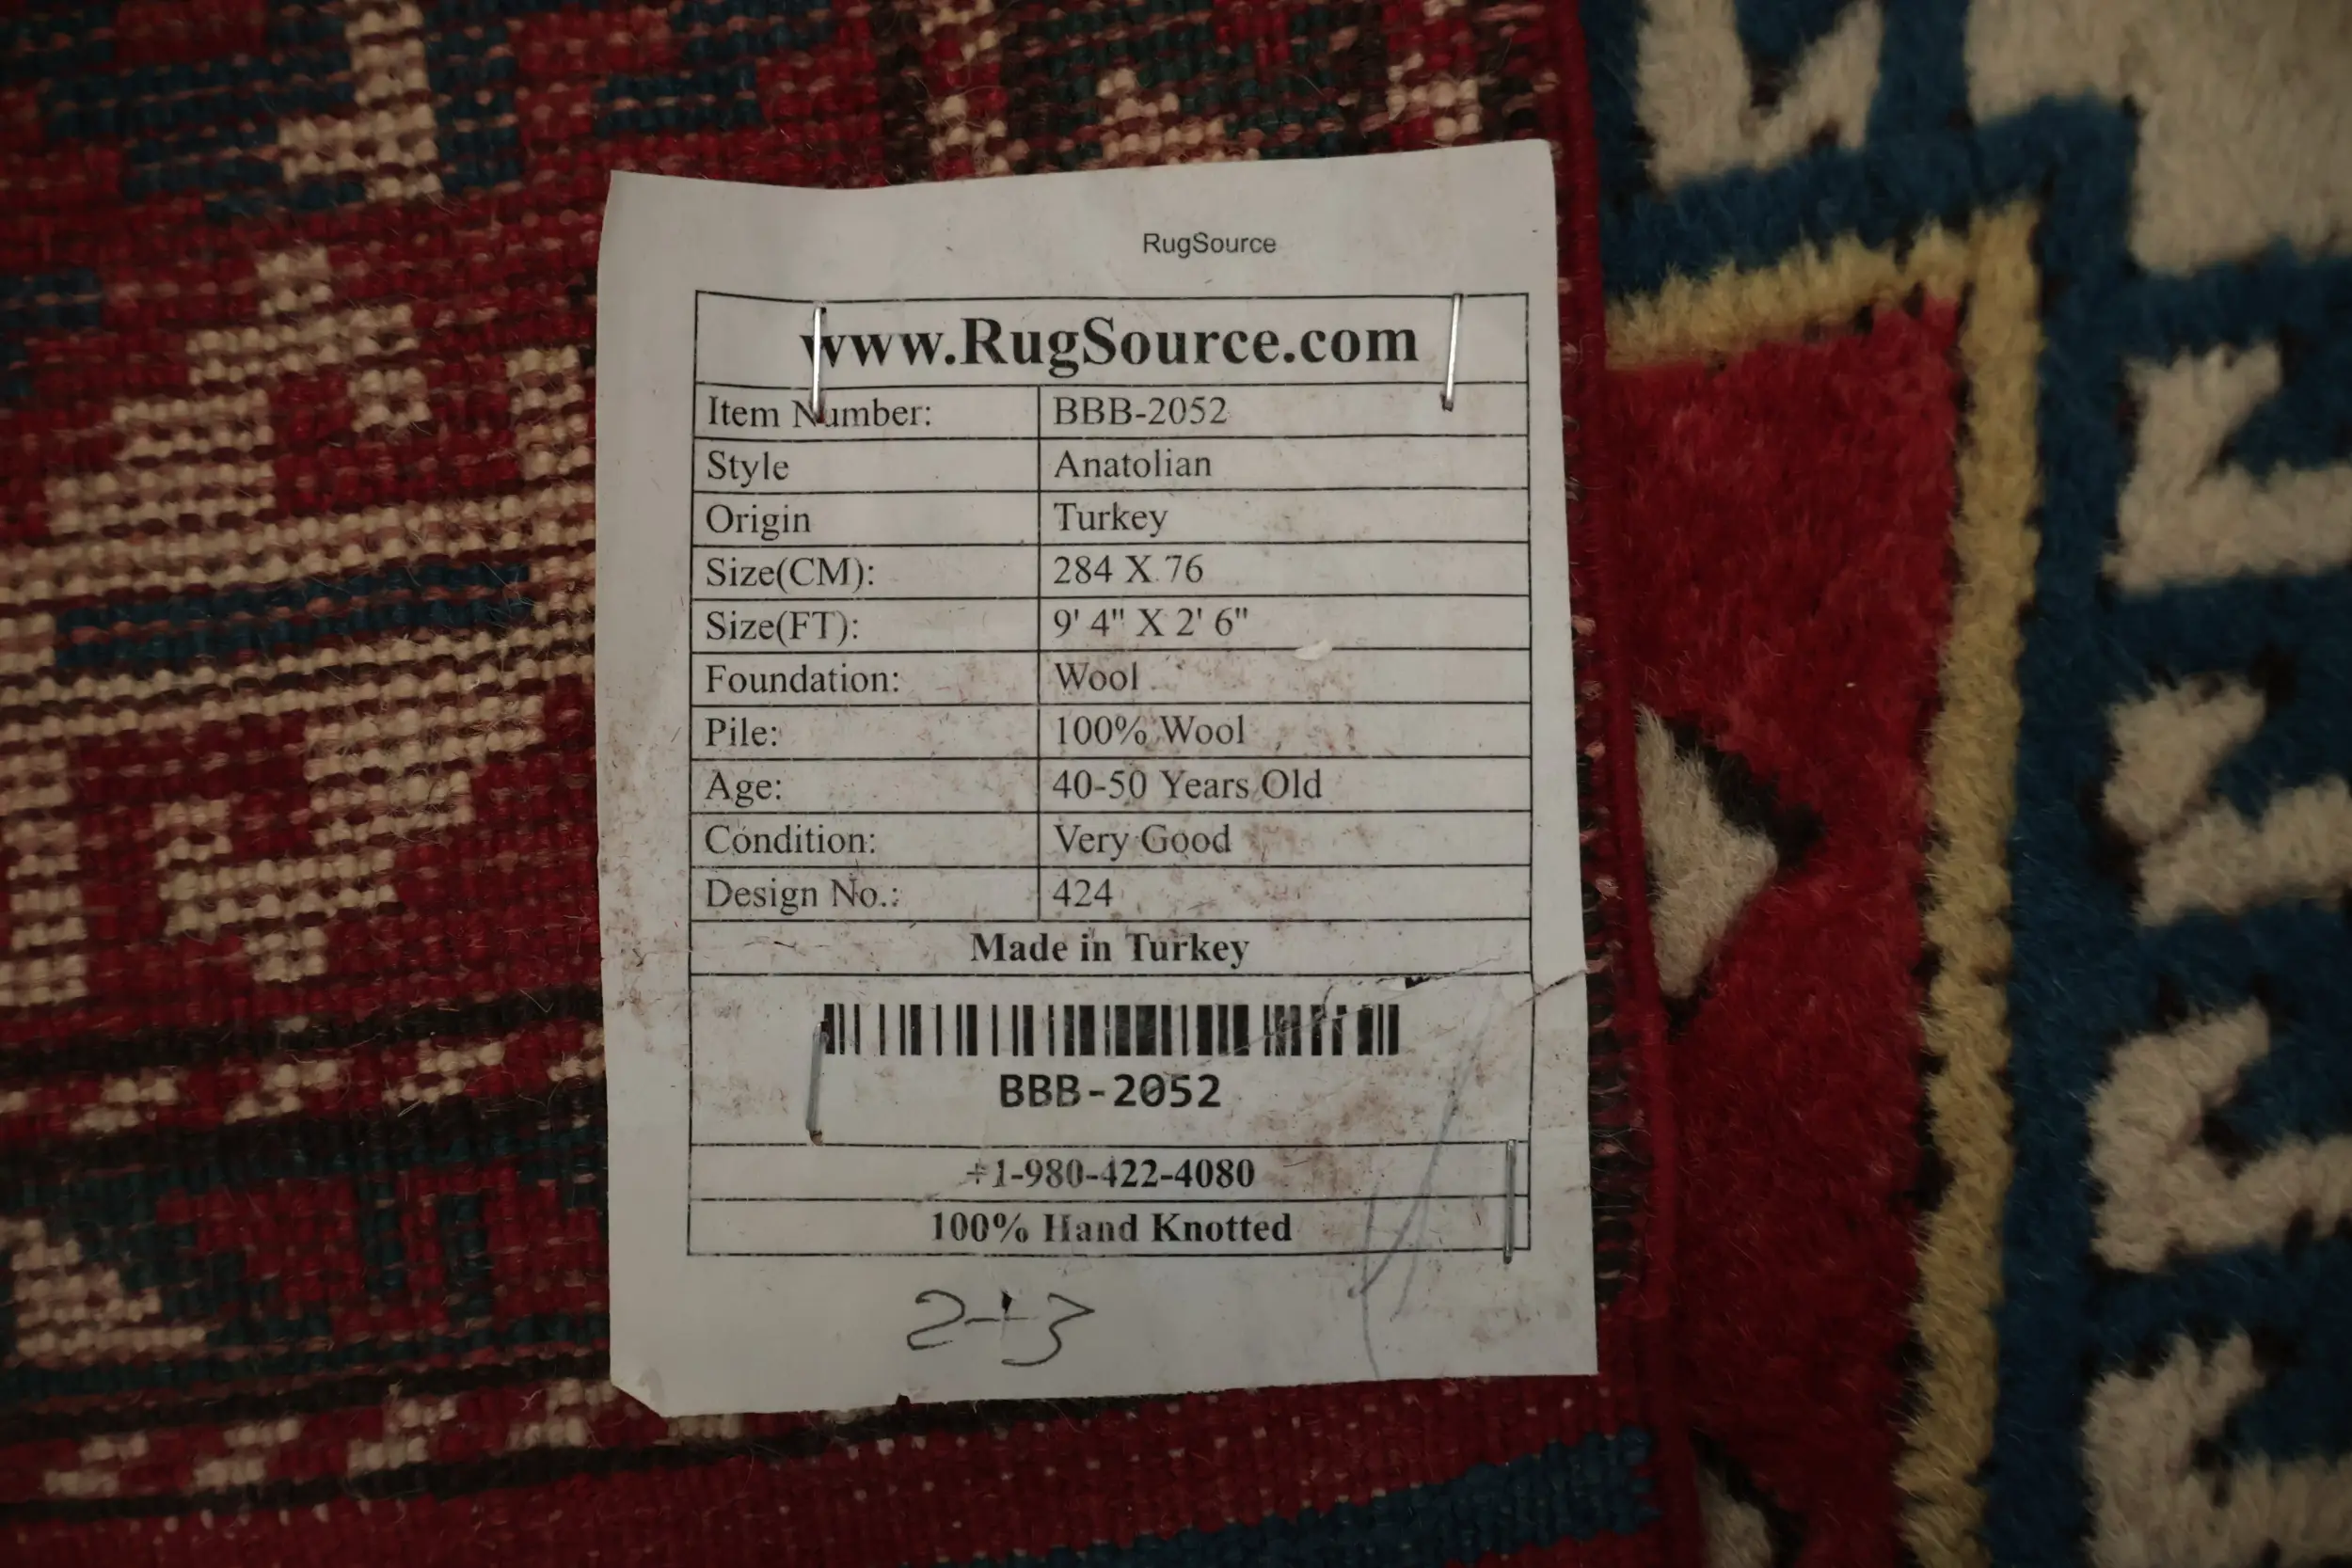 RugSource
www.RugSource.com
Item Number: BBB-2052
Style Anatolian
Origin Turkey
Size(CM): 284 X 76
Size(FT): 9' 4" X 2' 6"
Foundation: Wool
Pile: 100% Wool
Age: 40-50 Years Old
Condition: Very Good
Design No.: 424
Made in Turkey
BBB-2052
+1-980-422-4080
100% Hand Knotted
2+3